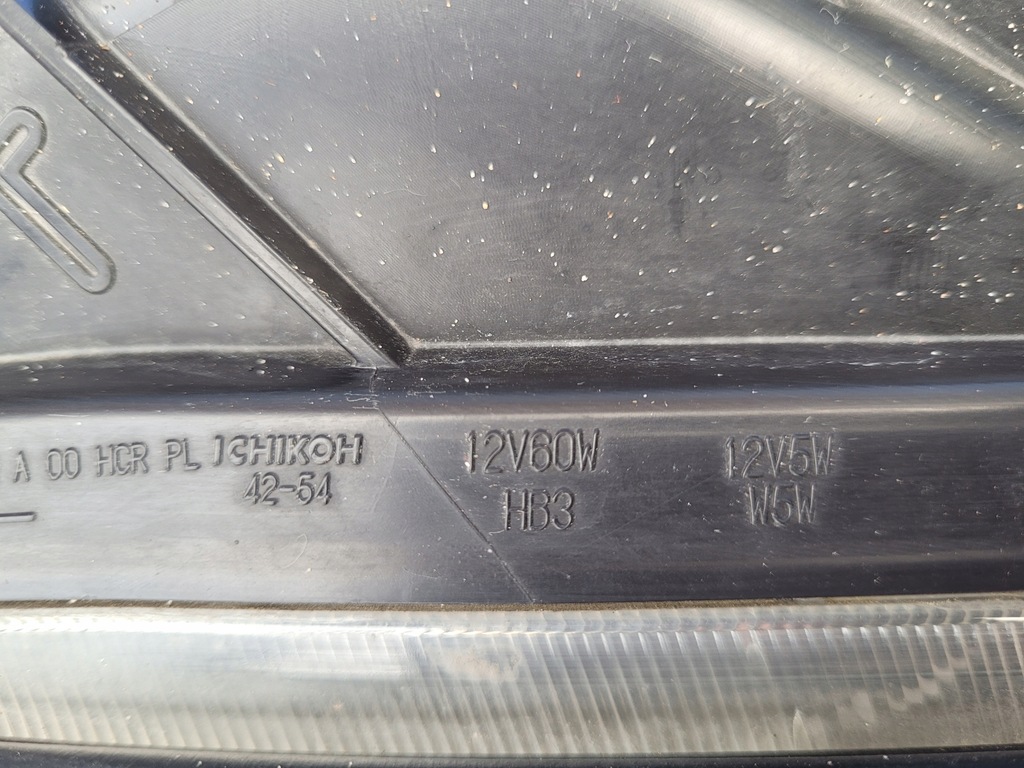 A 00 HCR PL ICHIKOH
42-54
12V60W
HB3
12V5W
W5W